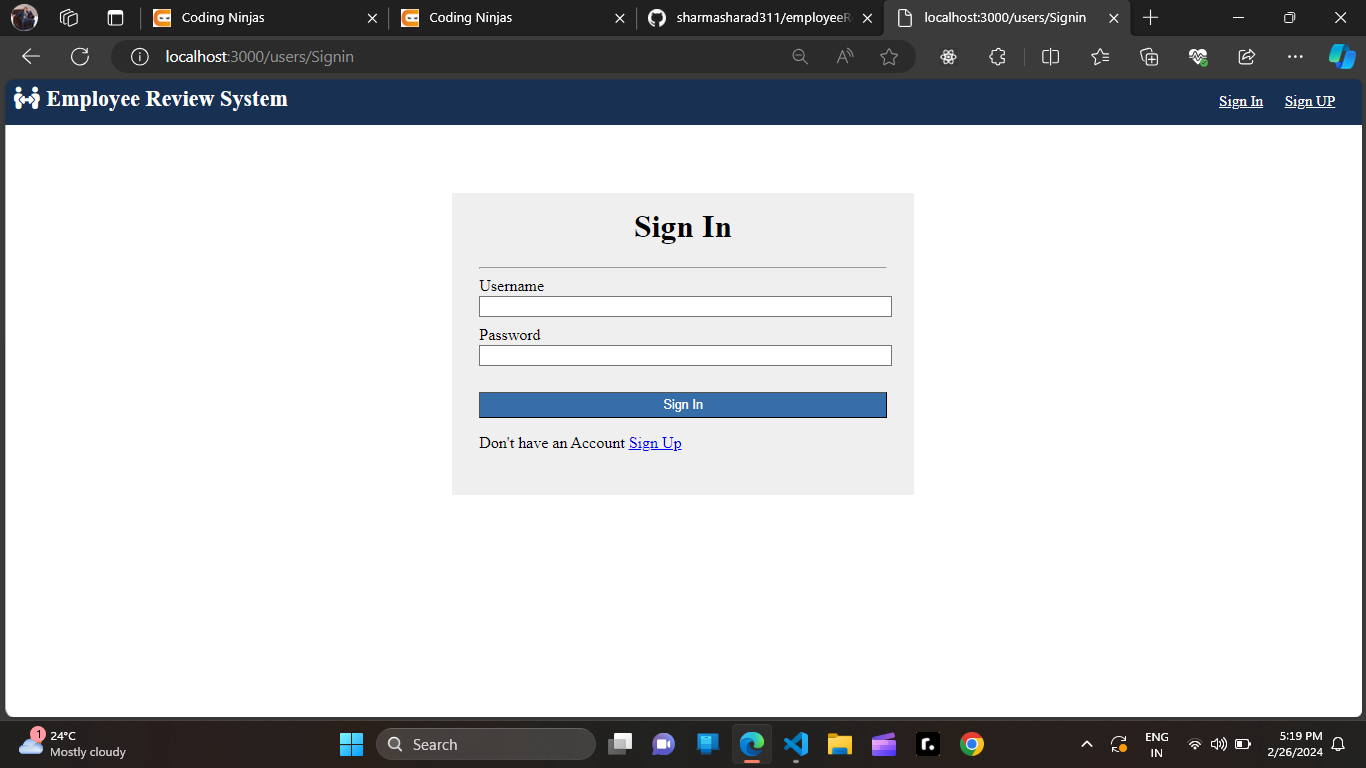 Coding Ninjas
Coding Ninjas
sharmasharad311/employeeR
localhost:3000/users/Signin
localhost:3000/users/Signin
Employee Review System
Sign In
Sign UP
Sign In
Username
Password
Sign In
Don't have an Account Sign Up
1
24°C
Mostly cloudy
Search
ENG
IN
5:19 PM
2/26/2024